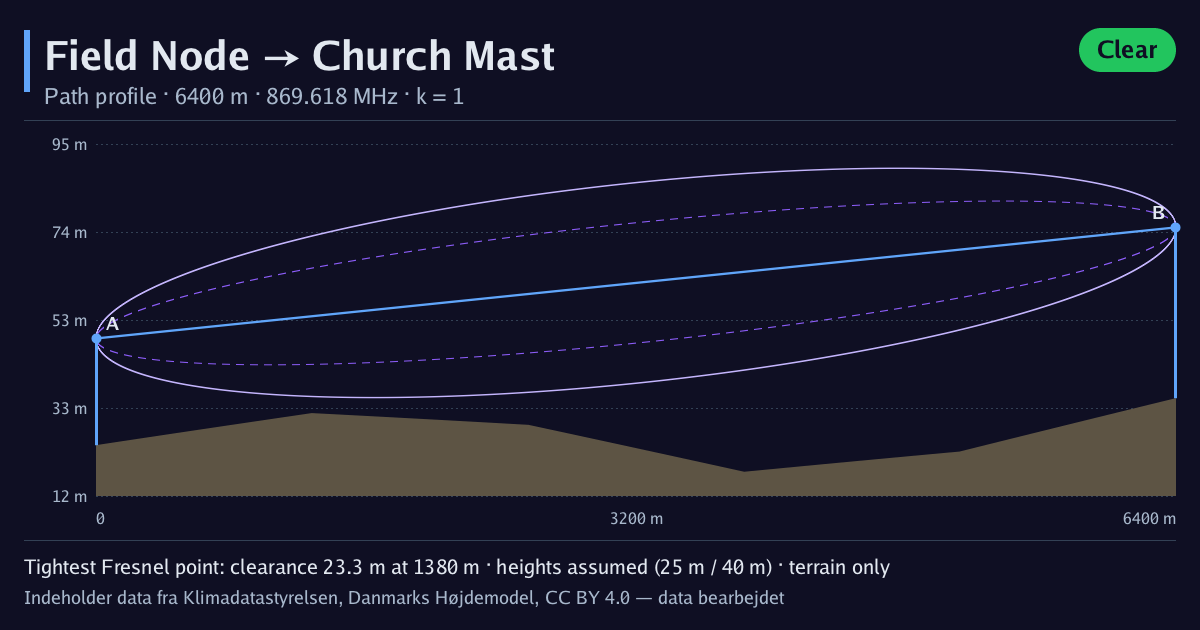 Field Node → Church Mast
Clear
Path profile · 6400 m · 869.618 MHz · k = 1
95 m
74 m
53 m
33 m
12 m
A
B
0
3200 m
6400 m
Tightest Fresnel point: clearance 23.3 m at 1380 m · heights assumed (25 m / 40 m) · terrain only
Indeholder data fra Klimadatastyrelsen, Danmarks Højdemodel, CC BY 4.0 — data bearbejdet